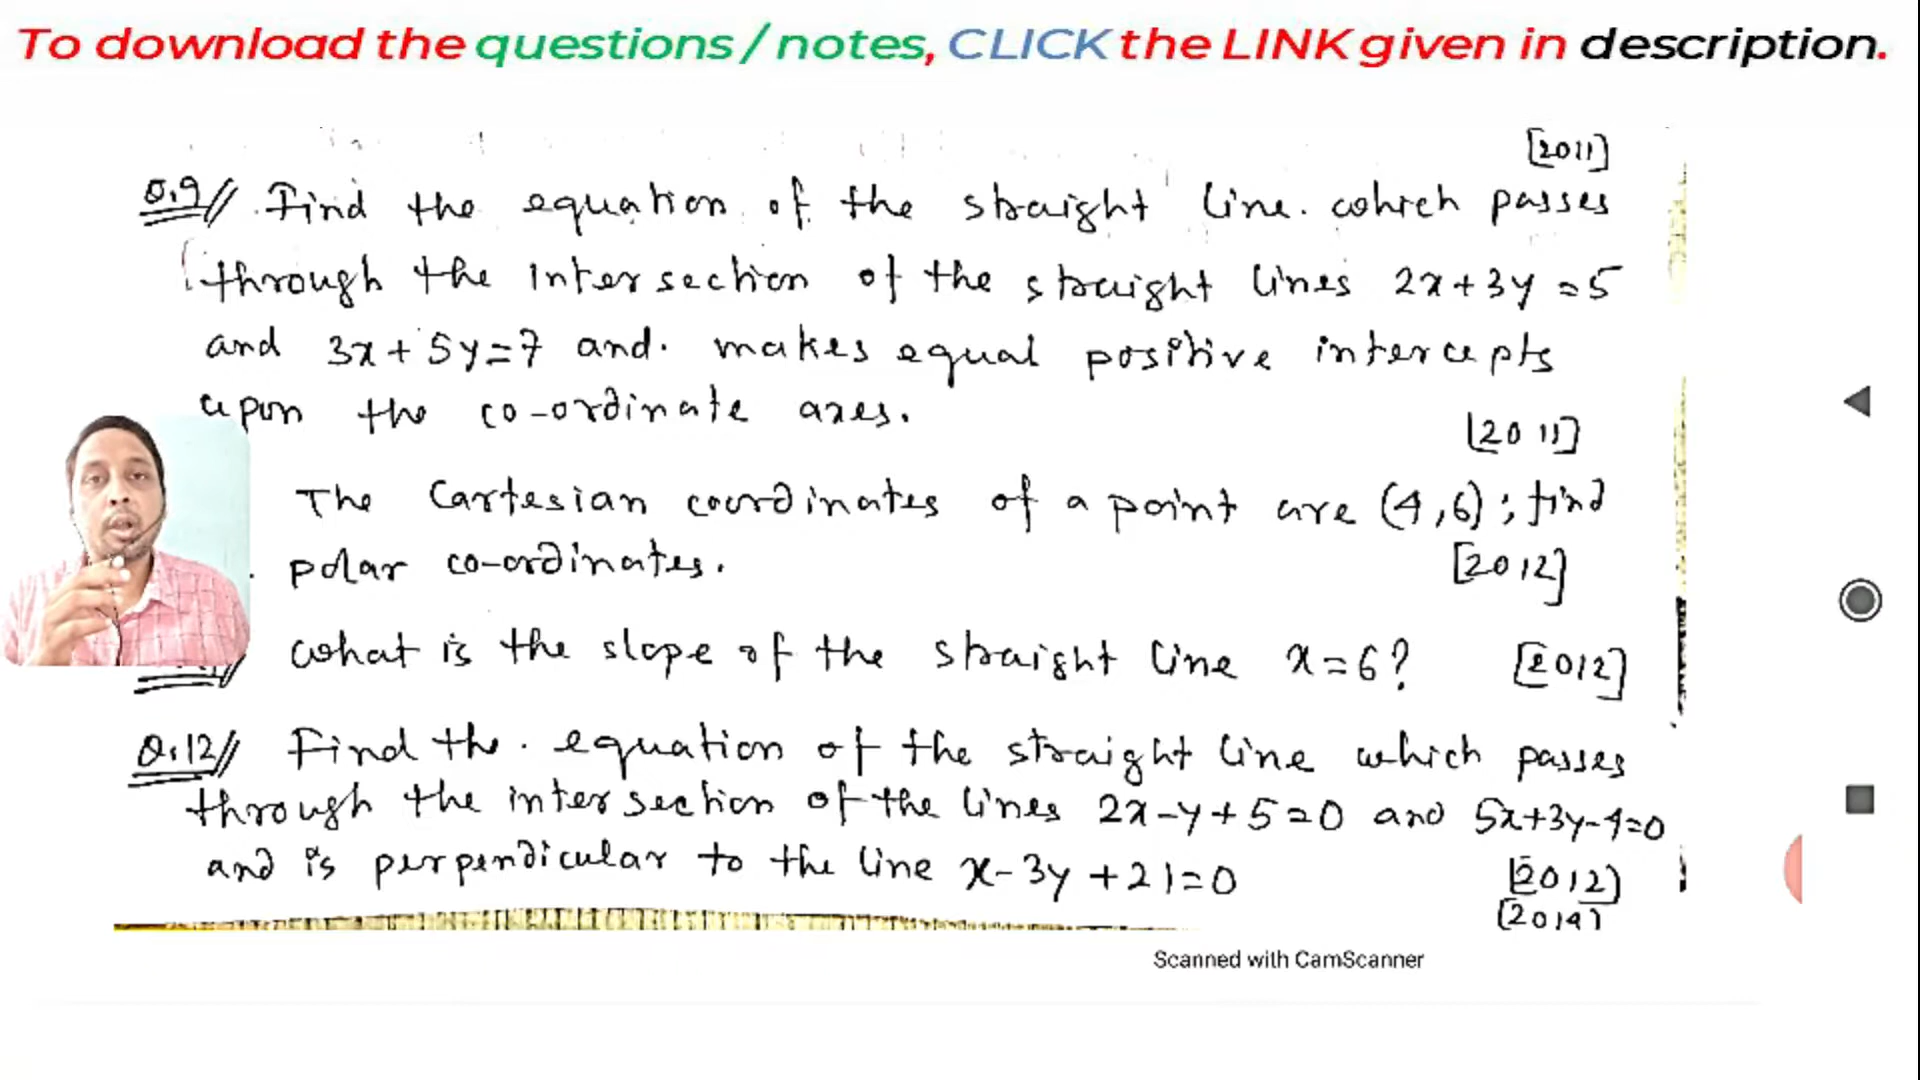 To download the questions / notes, CLICK the LINK given in description.
[2011]
Q.9// Find the equation of the straight line which passes
through the intersection of the straight lines 2x+3y=5
and 3x+5y=7 and makes equal positive intercepts
upon the co-ordinate axes.
[2011]
The Cartesian coordinates of a point are (4,6); find
polar co-ordinates.
[2012]
What is the slope of the straight line x=6? [2012]
Q.12// Find the equation of the straight line which passes
through the intersection of the lines 2x-y+5=0 and 5x+3y-4=0
and is perpendicular to the line x-3y+21=0 [2012]
[2014]
Scanned with CamScanner